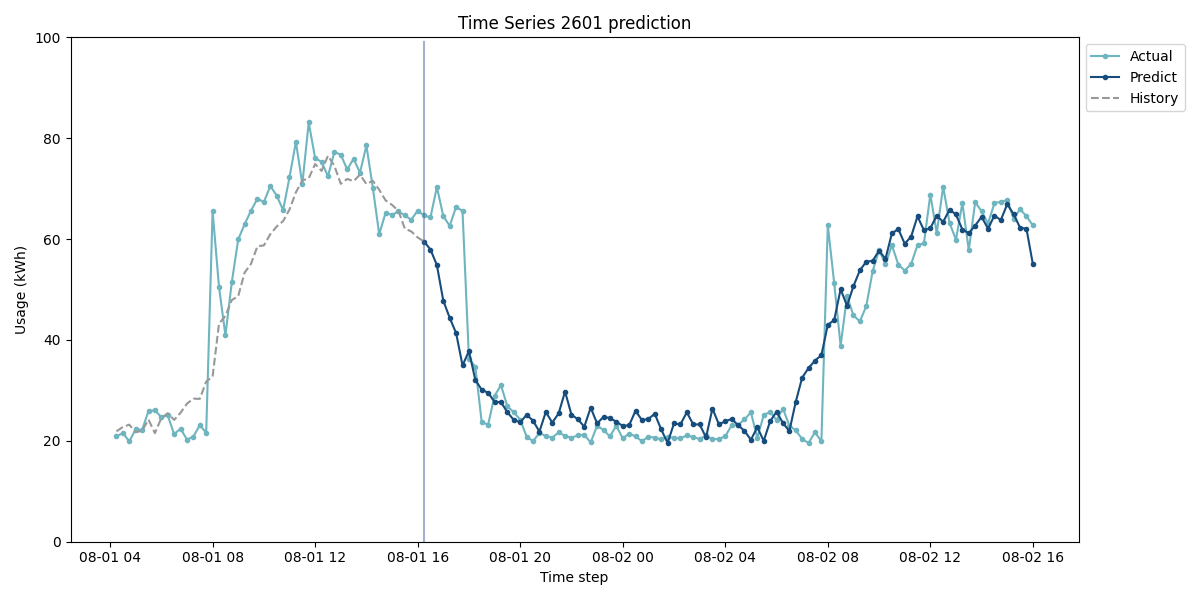 Time Series 2601 prediction
Actual
Predict
History
Usage (kWh)
100
80
60
40
20
0
08-01 04
08-01 08
08-01 12
08-01 16
08-01 20
08-02 00
08-02 04
08-02 08
08-02 12
08-02 16
Time step